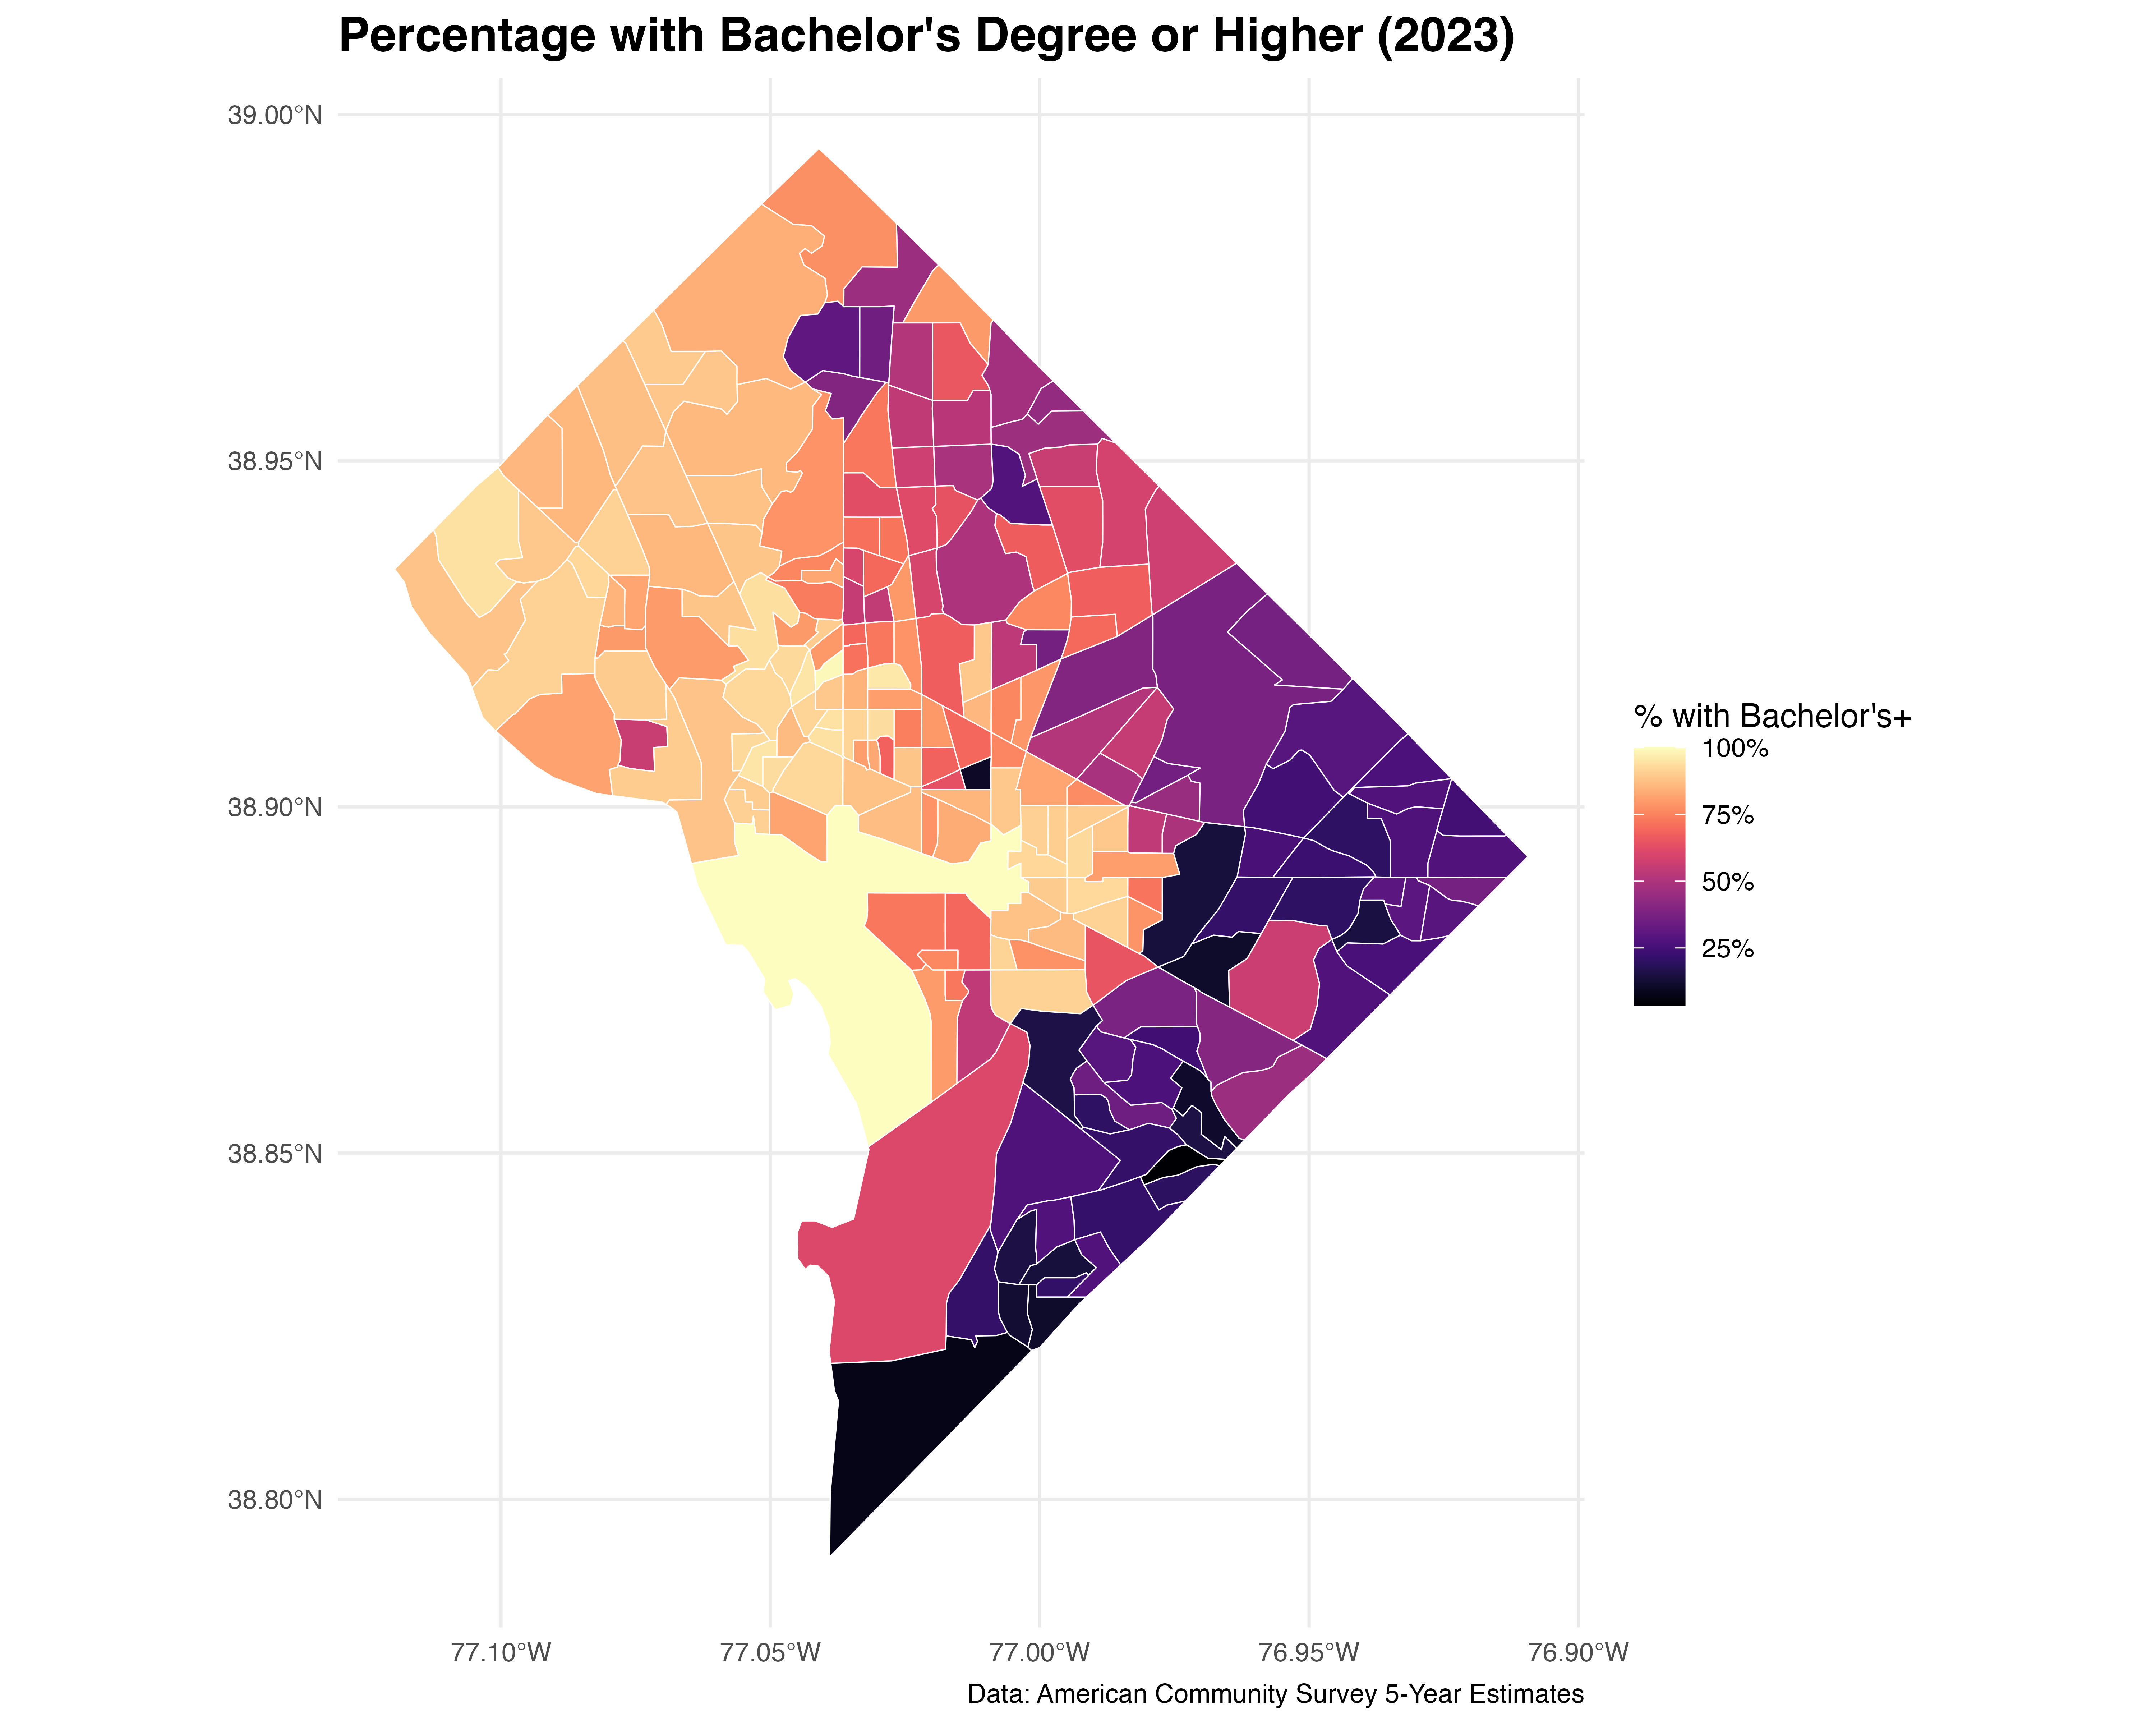 Percentage with Bachelor's Degree or Higher (2023)
39.00°N
38.95°N
38.90°N
38.85°N
38.80°N
77.10°W
77.05°W
77.00°W
76.95°W
76.90°W
% with Bachelor's+
100%
75%
50%
25%
Data: American Community Survey 5-Year Estimates